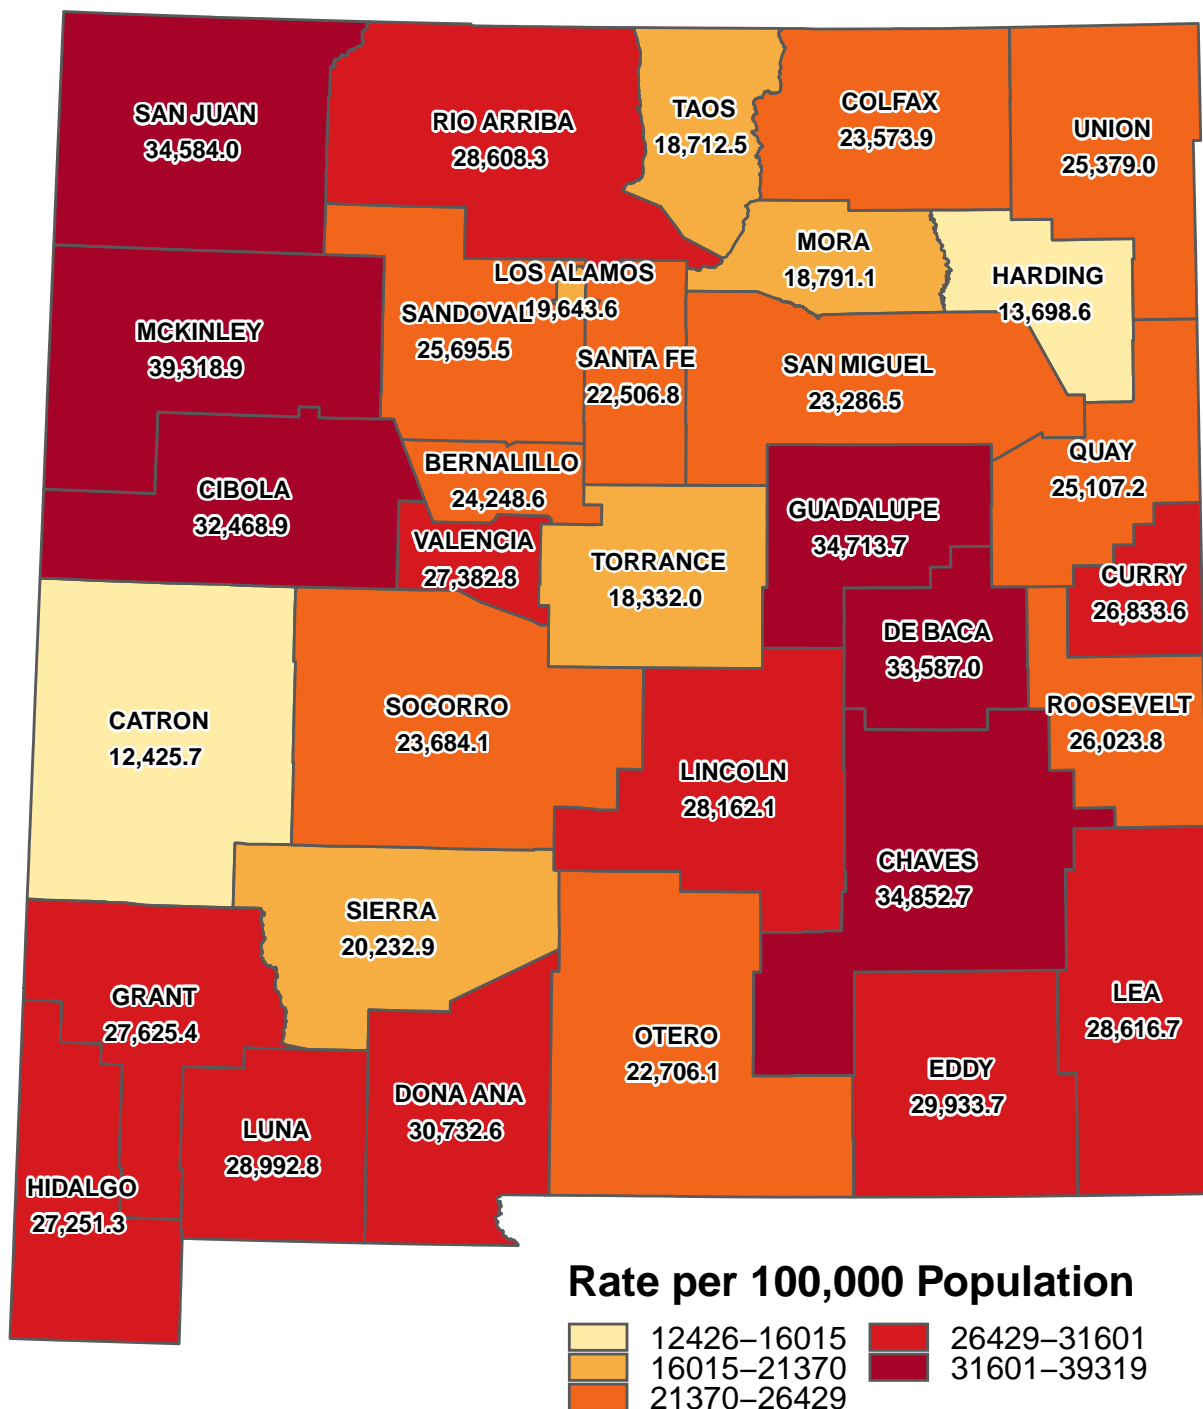 SAN JUAN
34,584.0
RIO ARRIBA
28,608.3
TAOS
18,712.5
COLFAX
23,573.9
UNION
25,379.0
MORA
18,791.1
HARDING
13,698.6
LOS ALAMOS
19,643.6
SANDOVAL
25,695.5
MCKINLEY
39,318.9
SANTA FE
22,506.8
SAN MIGUEL
23,286.5
QUAY
25,107.2
BERNALILLO
24,248.6
CIBOLA
32,468.9
GUADALUPE
34,713.7
VALENCIA
27,382.8
TORRANCE
18,332.0
CURRY
26,833.6
DE BACA
33,587.0
ROOSEVELT
26,023.8
CATRON
12,425.7
SOCORRO
23,684.1
LINCOLN
28,162.1
CHAVES
34,852.7
SIERRA
20,232.9
GRANT
27,625.4
LEA
28,616.7
OTERO
22,706.1
EDDY
29,933.7
DONA ANA
30,732.6
LUNA
28,992.8
HIDALGO
27,251.3
Rate per 100,000 Population
12426–16015
16015–21370
21370–26429
26429–31601
31601–39319